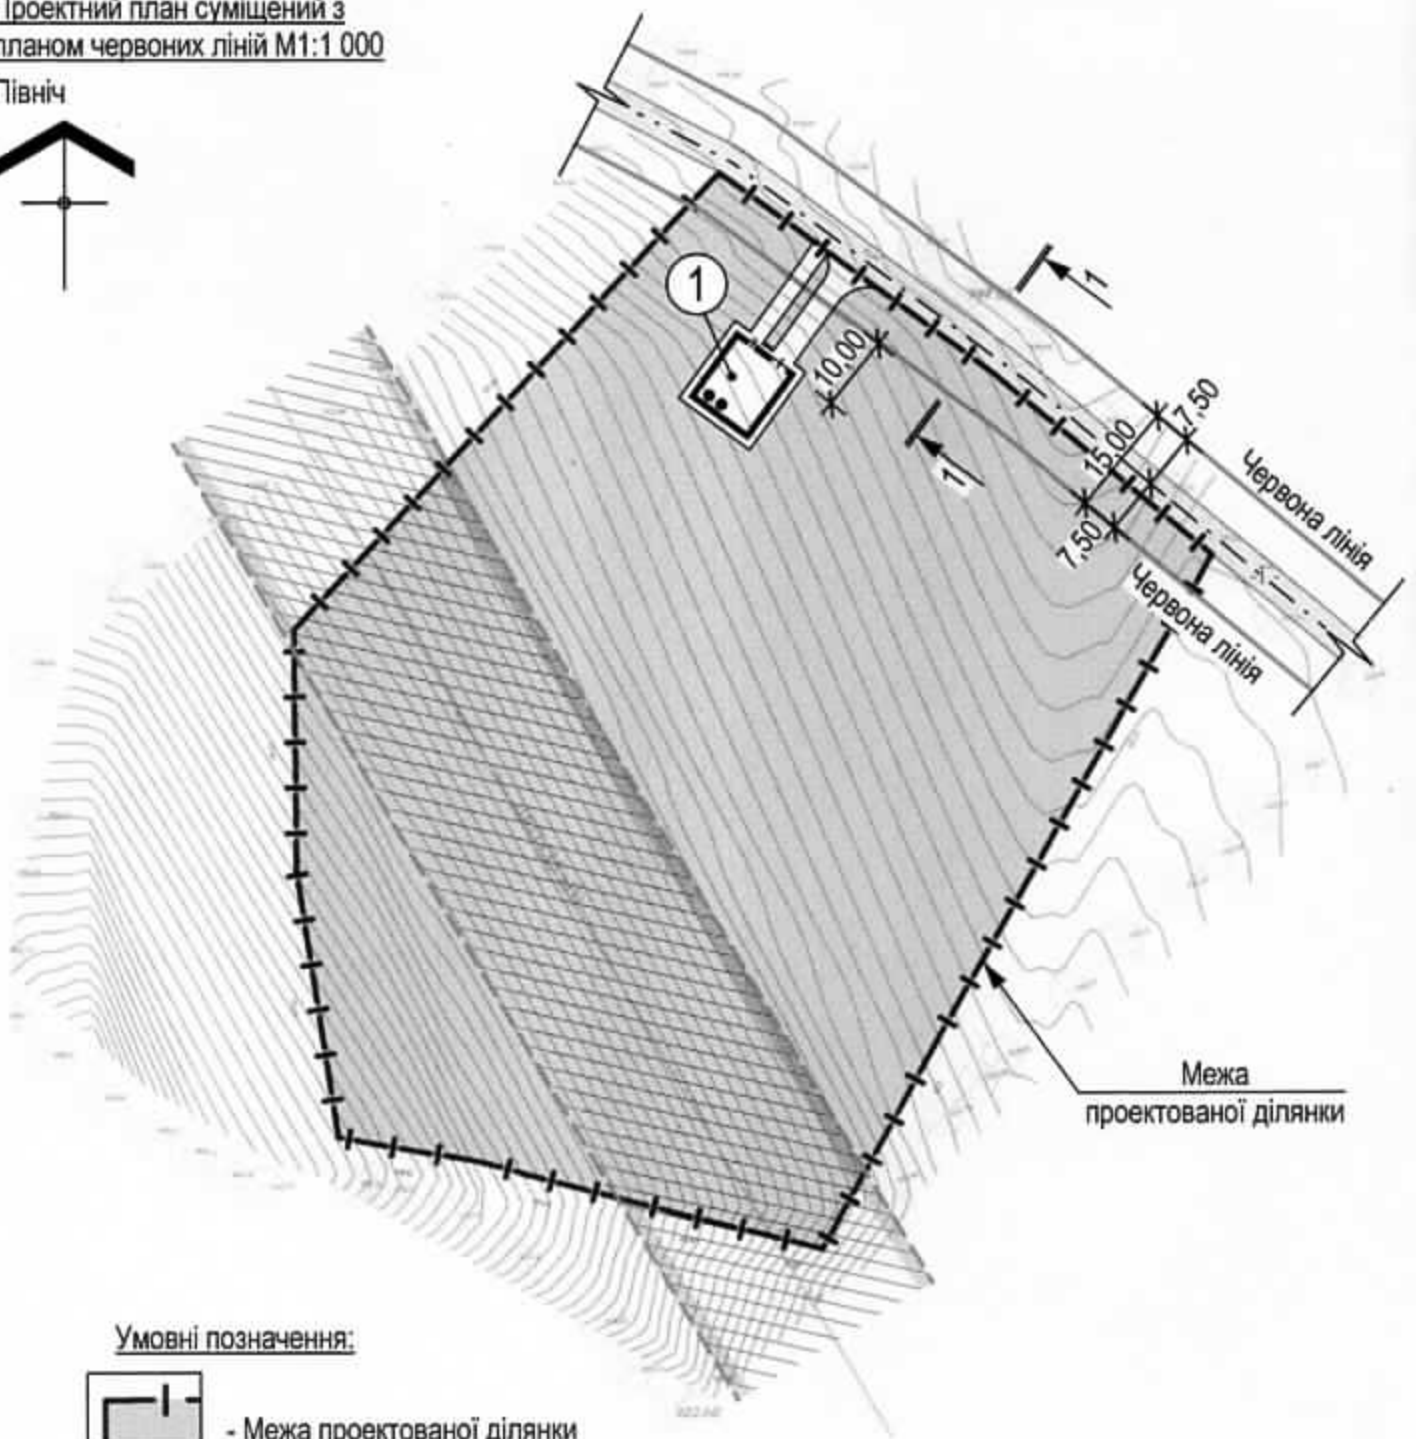 Проектний план суміщений з
планом червоних ліній М1:1 000
Північ
1
1
10,00
1
7,50
15,00
7,50
Червона лінія
Червона лінія
Межа
проектованої ділянки
Умовні позначення:
- Межа проектованої ділянки